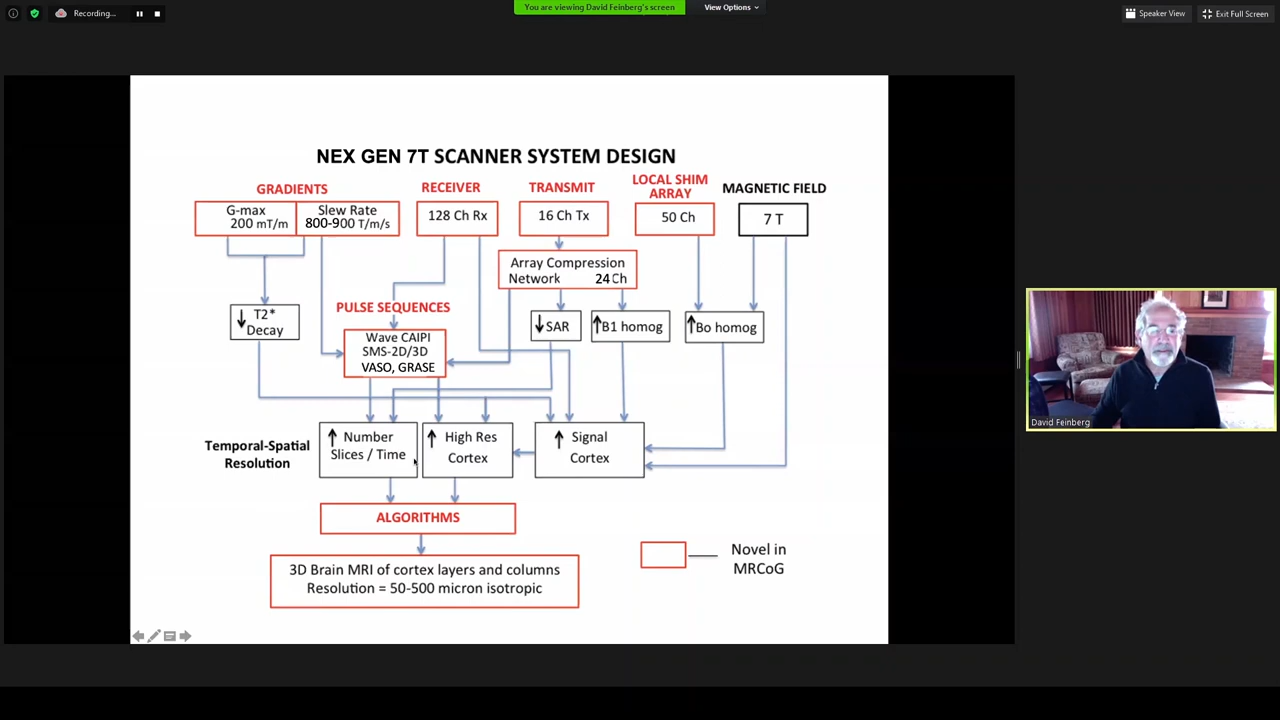 Recording...
You are viewing David Feinberg's screen
View Options
Speaker View
Exit Full Screen
NEX GEN 7T SCANNER SYSTEM DESIGN
GRADIENTS
RECEIVER
TRANSMIT
LOCAL SHIM
ARRAY
MAGNETIC FIELD
G-max
200 mT/m
Slew Rate
800-900 T/m/s
128 Ch Rx
16 Ch Tx
50 Ch
7 T
Array Compression
Network 24 Ch
PULSE SEQUENCES
↓ T2*
Decay
Wave CAIPI
SMS-2D/3D
VASO, GRASE
↓ SAR
↑ B1 homog
↑ Bo homog
Temporal-Spatial
Resolution
↑ Number
Slices / Time
↑ High Res
Cortex
↑ Signal
Cortex
ALGORITHMS
3D Brain MRI of cortex layers and columns
Resolution = 50-500 micron isotropic
Novel in
MRCoG
David Feinberg